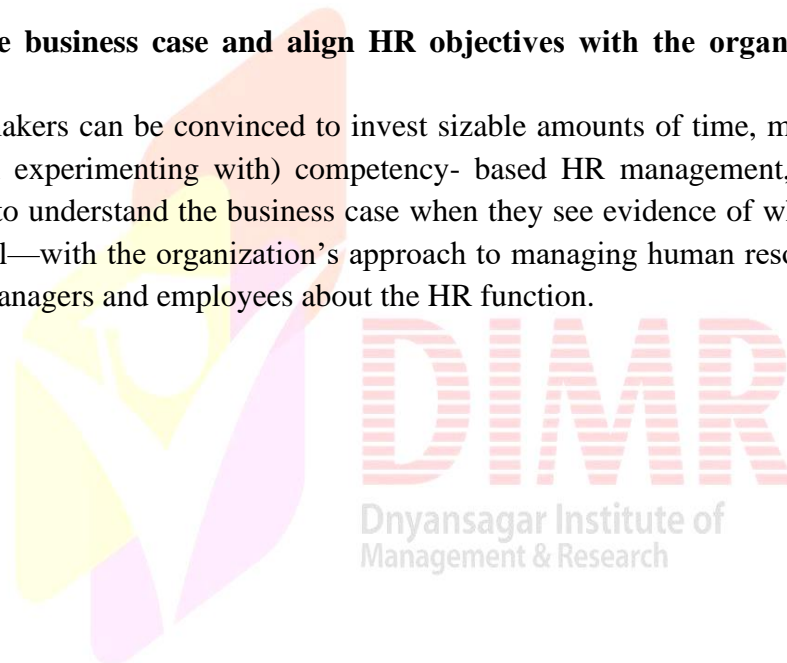 e business case and align HR objectives with the organ
nakers can be convinced to invest sizable amounts of time, m
experimenting with) competency- based HR management,
to understand the business case when they see evidence of wh
l—with the organization's approach to managing human reso
anagers and employees about the HR function.
DIMR
Dnyansagar Institute of
Management & Research